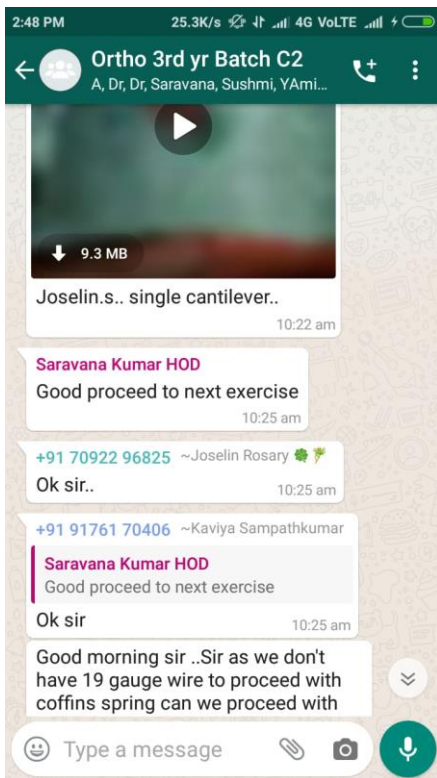 2:48 PM 25.3K/s 4G VoLTE
Ortho 3rd yr Batch C2
A, Dr, Dr, Saravana, Sushmi, YAmi...
9.3 MB
Joselin.s.. single cantilever..
10:22 am
Saravana Kumar HOD
Good proceed to next exercise
10:25 am
+91 70922 96825 ~Joselin Rosary
Ok sir..
10:25 am
+91 91761 70406 ~Kaviya Sampathkumar
Saravana Kumar HOD
Good proceed to next exercise
Ok sir
10:25 am
Good morning sir ..Sir as we don't
have 19 gauge wire to proceed with
coffins spring can we proceed with
Type a message